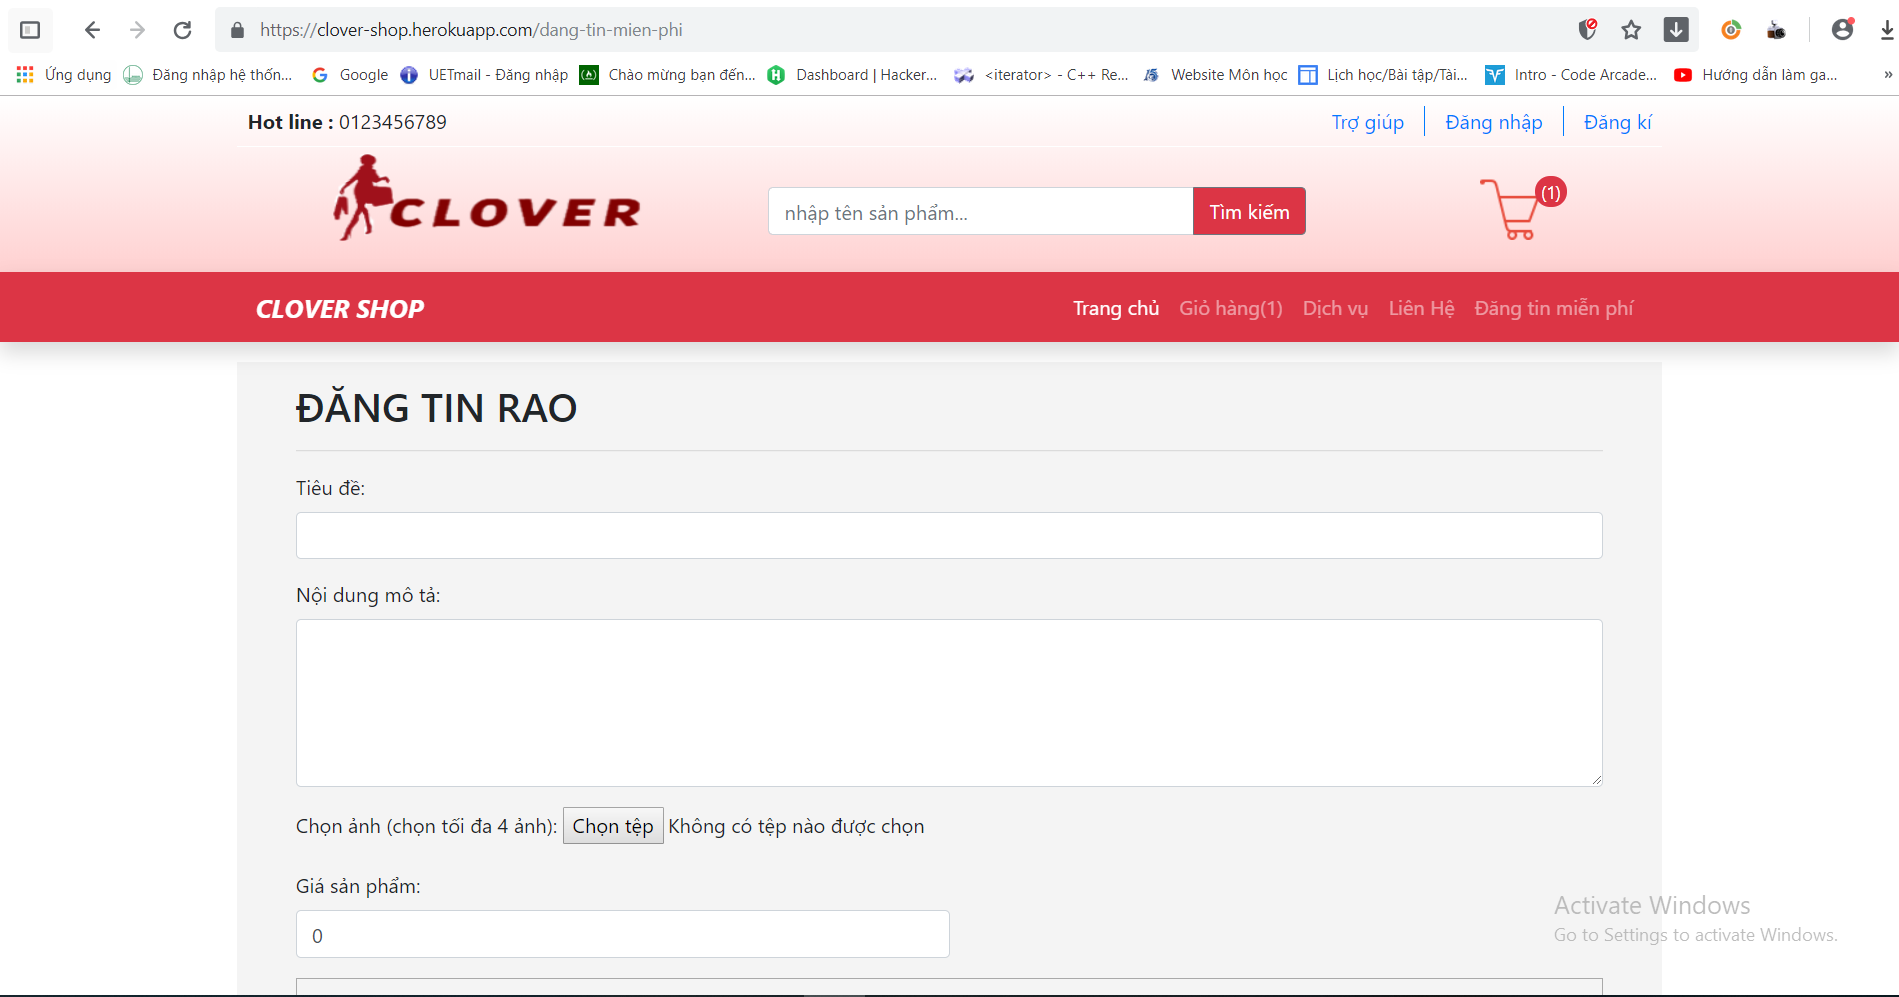 https://clover-shop.herokuapp.com/dang-tin-mien-phi
Ứng dụng Đăng nhập hệ thốn... Google UETmail - Đăng nhập Chào mừng bạn đến... Dashboard | Hacker... <iterator> - C++ Re... Website Môn học Lịch học/Bài tập/Tài... Intro - Code Arcade... Hướng dẫn làm ga... »
Hot line : 0123456789 Trợ giúp Đăng nhập Đăng kí
CLOVER nhập tên sản phẩm... Tìm kiếm (1)
CLOVER SHOP Trang chủ Giỏ hàng(1) Dịch vụ Liên Hệ Đăng tin miễn phí
ĐĂNG TIN RAO
Tiêu đề:
Nội dung mô tả:
Chọn ảnh (chọn tối đa 4 ảnh): Chọn tệp Không có tệp nào được chọn
Giá sản phẩm:
0
Activate Windows
Go to Settings to activate Windows.